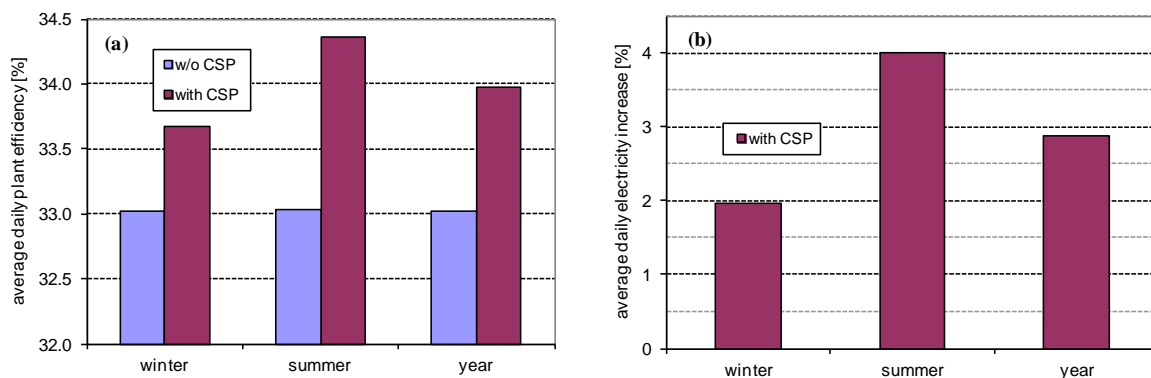 average daily plant efficiency [%]
34.5
34.0
33.5
33.0
32.5
32.0
(a)
w/o CSP
with CSP
winter summer year
average daily electricity increase [%]
4
3
2
1
0
(b)
with CSP
winter summer year